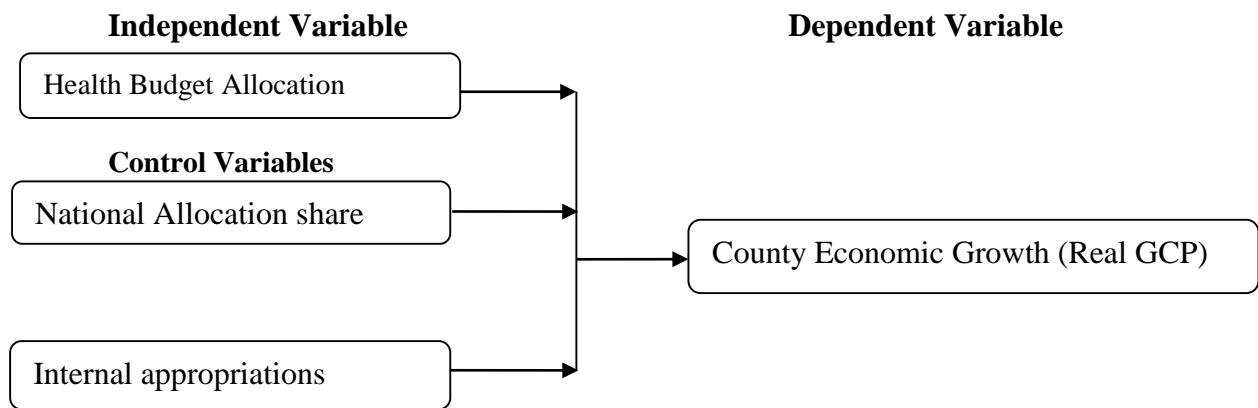 Independent Variable
Dependent Variable
Health Budget Allocation
Control Variables
National Allocation share
County Economic Growth (Real GCP)
Internal appropriations